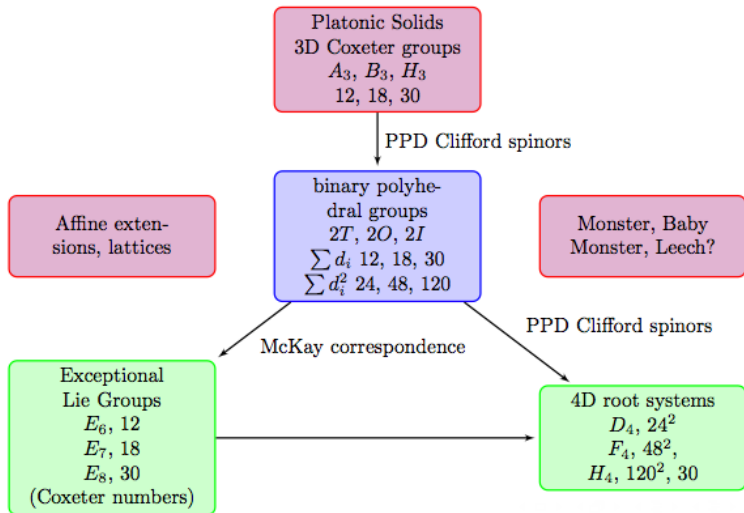 Platonic Solids
3D Coxeter groups
A₃, B₃, H₃
12, 18, 30
PPD Clifford spinors
binary polyhe-
dral groups
2T, 2O, 2I
∑ dᵢ 12, 18, 30
∑ dᵢ² 24, 48, 120
Affine exten-
sions, lattices
Monster, Baby
Monster, Leech?
PPD Clifford spinors
McKay correspondence
Exceptional
Lie Groups
E₆, 12
E₇, 18
E₈, 30
(Coxeter numbers)
4D root systems
D₄, 24²
F₄, 48²,
H₄, 120², 30